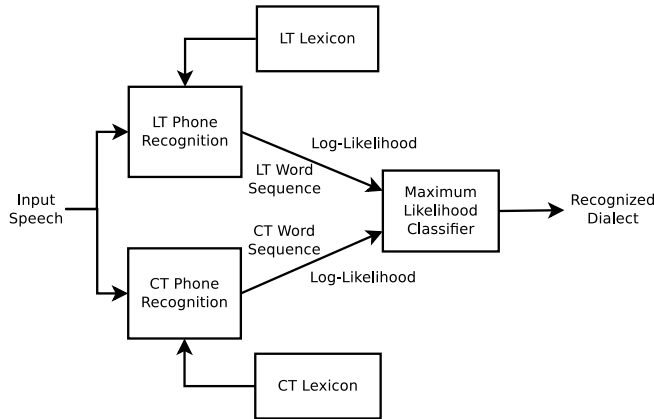 LT Lexicon
LT Phone
Recognition
Log-Likelihood
LT Word
Sequence
Input
Speech
Maximum
Likelihood
Classifier
Recognized
Dialect
CT Word
Sequence
Log-Likelihood
CT Phone
Recognition
CT Lexicon